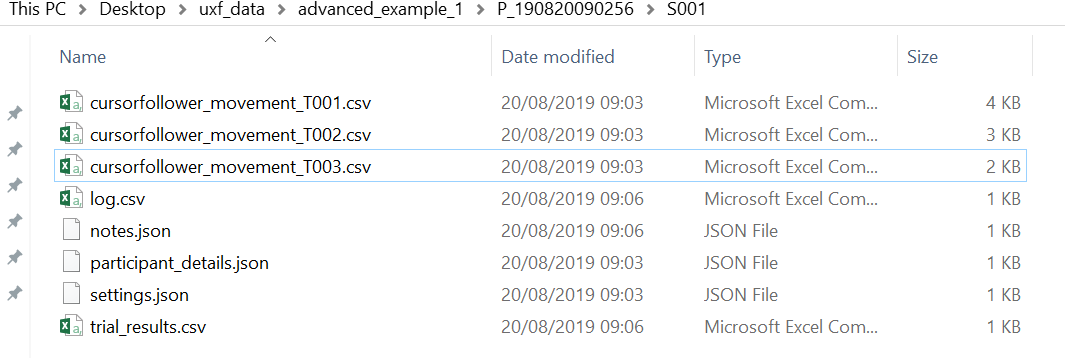 This PC > Desktop > uxf_data > advanced_example_1 > P_190820090256 > S001
Name Date modified Type Size
cursorfollower_movement_T001.csv 20/08/2019 09:03 Microsoft Excel Com... 4 KB
cursorfollower_movement_T002.csv 20/08/2019 09:03 Microsoft Excel Com... 3 KB
cursorfollower_movement_T003.csv 20/08/2019 09:03 Microsoft Excel Com... 2 KB
log.csv 20/08/2019 09:06 Microsoft Excel Com... 1 KB
notes.json 20/08/2019 09:06 JSON File 1 KB
participant_details.json 20/08/2019 09:03 JSON File 1 KB
settings.json 20/08/2019 09:03 JSON File 1 KB
trial_results.csv 20/08/2019 09:06 Microsoft Excel Com... 1 KB